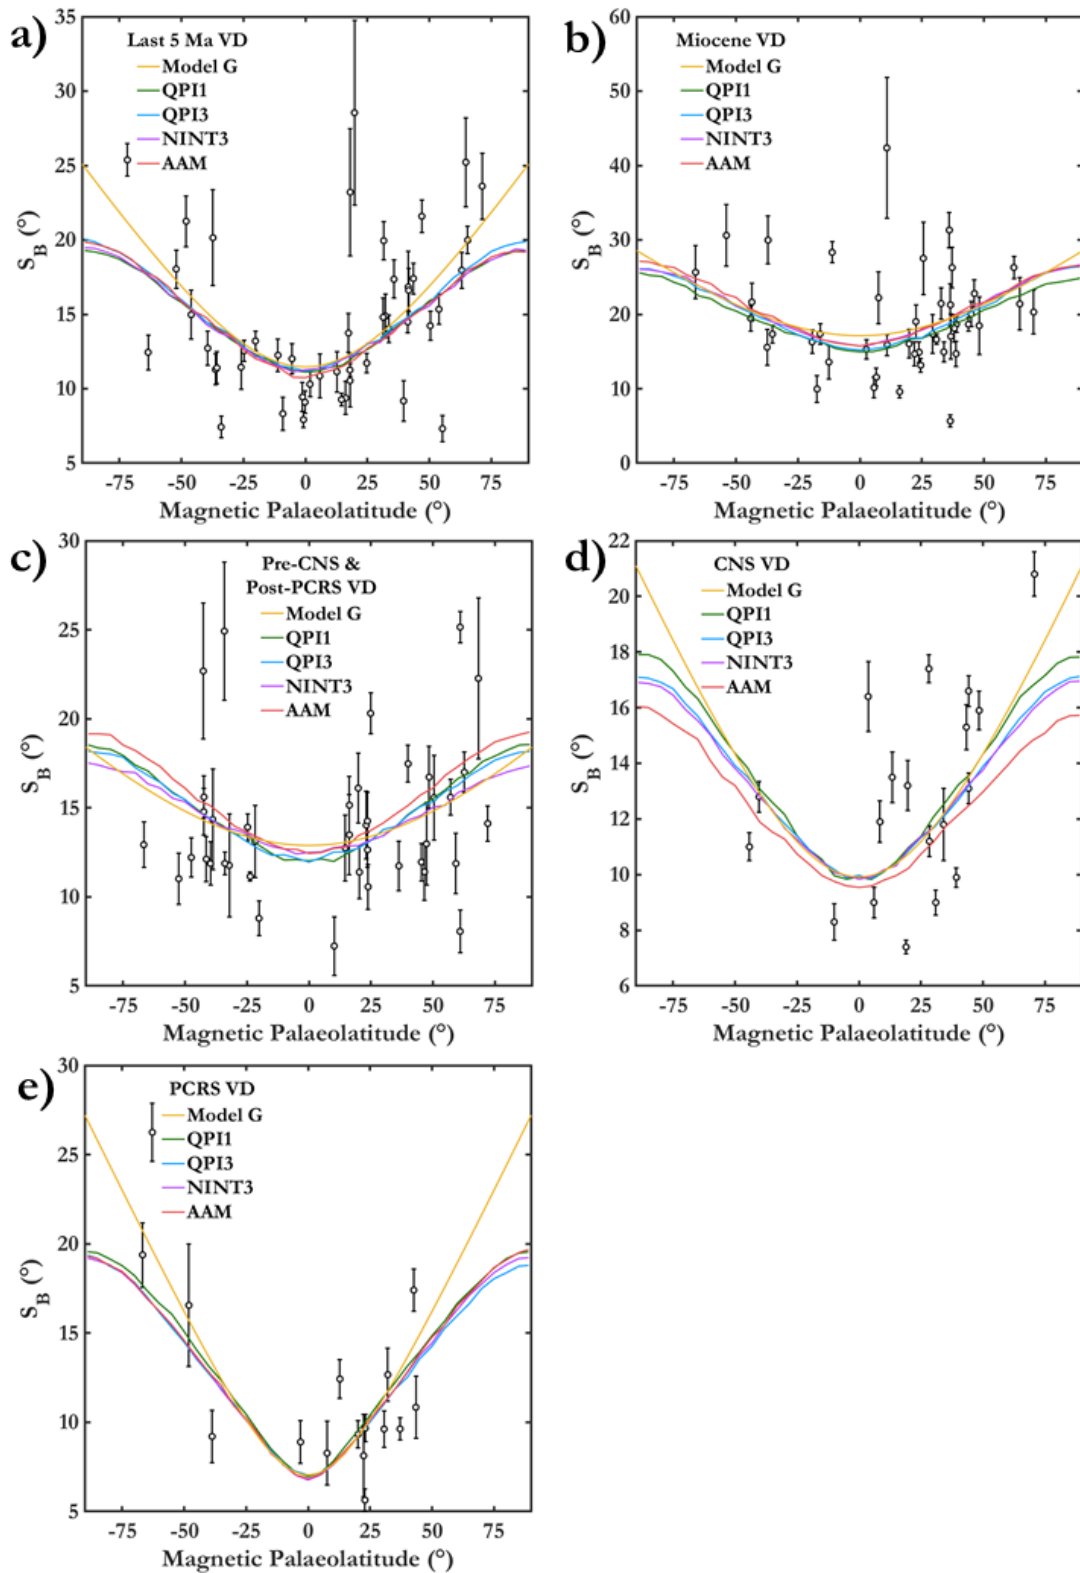 a)
Last 5 Ma VD
Model G
QPI1
QPI3
NINT3
AAM
35
30
25
20
15
10
5
S_B (°)
-75 -50 -25 0 25 50 75
Magnetic Palaeolatitude (°)
b)
Miocene VD
Model G
QPI1
QPI3
NINT3
AAM
60
50
40
30
20
10
0
S_B (°)
-75 -50 -25 0 25 50 75
Magnetic Palaeolatitude (°)
c)
Pre-CNS &
Post-PCRS VD
Model G
QPI1
QPI3
NINT3
AAM
30
25
20
15
10
5
S_B (°)
-75 -50 -25 0 25 50 75
Magnetic Palaeolatitude (°)
d)
CNS VD
Model G
QPI1
QPI3
NINT3
AAM
22
20
18
16
14
12
10
8
6
S_B (°)
-75 -50 -25 0 25 50 75
Magnetic Palaeolatitude (°)
e)
PCRS VD
Model G
QPI1
QPI3
NINT3
AAM
30
25
20
15
10
5
S_B (°)
-75 -50 -25 0 25 50 75
Magnetic Palaeolatitude (°)